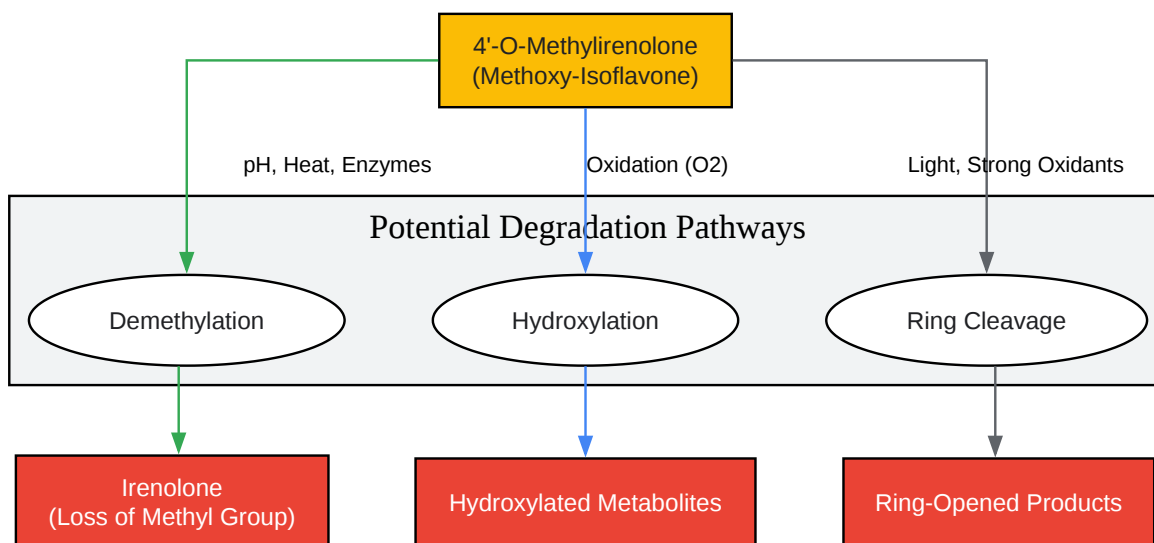 4'-O-Methylirenolone
(Methoxy-Isoflavone)
pH, Heat, Enzymes
Oxidation (O2)
Light, Strong Oxidants
Potential Degradation Pathways
Demethylation
Hydroxylation
Ring Cleavage
Irenolone
(Loss of Methyl Group)
Hydroxylated Metabolites
Ring-Opened Products